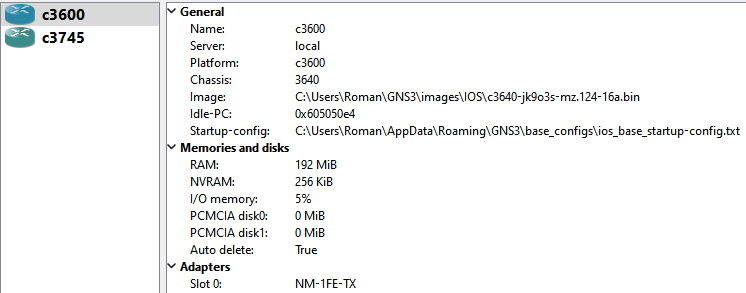 c3600
c3745
General
Name: c3600
Server: local
Platform: c3600
Chassis: 3640
Image: C:\Users\Roman\GNS3\images\IOS\c3640-jk9o3s-mz.124-16a.bin
Idle-PC: 0x605050e4
Startup-config: C:\Users\Roman\AppData\Roaming\GNS3\base_configs\ios_base_startup-config.txt
Memories and disks
RAM: 192 MiB
NVRAM: 256 KiB
I/O memory: 5%
PCMCIA disk0: 0 MiB
PCMCIA disk1: 0 MiB
Auto delete: True
Adapters
Slot 0: NM-1FE-TX